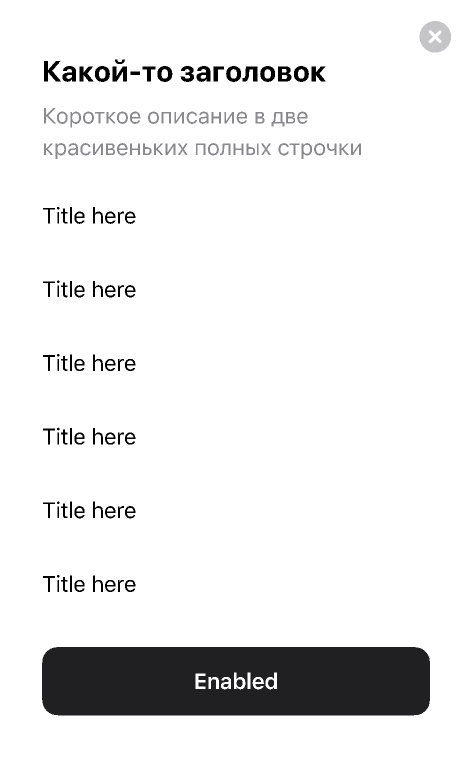 Какой-то заголовок
Короткое описание в две
красивеньких полных строчки
Title here
Title here
Title here
Title here
Title here
Title here
Enabled